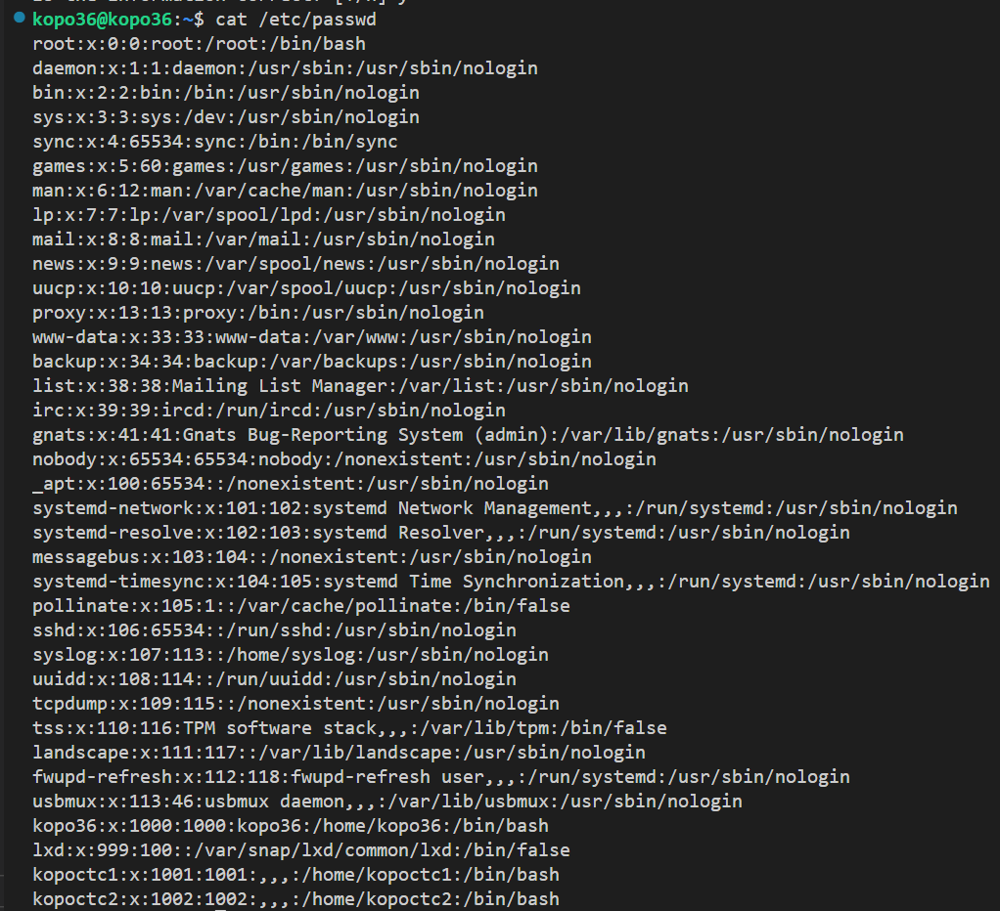 kopo36@kopo36:~$ cat /etc/passwd
root:x:0:0:root:/root:/bin/bash
daemon:x:1:1:daemon:/usr/sbin:/usr/sbin/nologin
bin:x:2:2:bin:/bin:/usr/sbin/nologin
sys:x:3:3:sys:/dev:/usr/sbin/nologin
sync:x:4:65534:sync:/bin:/bin/sync
games:x:5:60:games:/usr/games:/usr/sbin/nologin
man:x:6:12:man:/var/cache/man:/usr/sbin/nologin
lp:x:7:7:lp:/var/spool/lpd:/usr/sbin/nologin
mail:x:8:8:mail:/var/mail:/usr/sbin/nologin
news:x:9:9:news:/var/spool/news:/usr/sbin/nologin
uucp:x:10:10:uucp:/var/spool/uucp:/usr/sbin/nologin
proxy:x:13:13:proxy:/bin:/usr/sbin/nologin
www-data:x:33:33:www-data:/var/www:/usr/sbin/nologin
backup:x:34:34:backup:/var/backups:/usr/sbin/nologin
list:x:38:38:Mailing List Manager:/var/list:/usr/sbin/nologin
irc:x:39:39:ircd:/run/ircd:/usr/sbin/nologin
gnats:x:41:41:Gnats Bug-Reporting System (admin):/var/lib/gnats:/usr/sbin/nologin
nobody:x:65534:65534:nobody:/nonexistent:/usr/sbin/nologin
_apt:x:100:65534::/nonexistent:/usr/sbin/nologin
systemd-network:x:101:102:systemd Network Management,,,:/run/systemd:/usr/sbin/nologin
systemd-resolve:x:102:103:systemd Resolver,,,:/run/systemd:/usr/sbin/nologin
messagebus:x:103:104::/nonexistent:/usr/sbin/nologin
systemd-timesync:x:104:105:systemd Time Synchronization,,,:/run/systemd:/usr/sbin/nologin
pollinate:x:105:1::/var/cache/pollinate:/bin/false
sshd:x:106:65534::/run/sshd:/usr/sbin/nologin
syslog:x:107:113::/home/syslog:/usr/sbin/nologin
uuidd:x:108:114::/run/uuidd:/usr/sbin/nologin
tcpdump:x:109:115::/nonexistent:/usr/sbin/nologin
tss:x:110:116:TPM software stack,,,:/var/lib/tpm:/bin/false
landscape:x:111:117::/var/lib/landscape:/usr/sbin/nologin
fwupd-refresh:x:112:118:fwupd-refresh user,,,:/run/systemd:/usr/sbin/nologin
usbmux:x:113:46:usbmux daemon,,,:/var/lib/usbmux:/usr/sbin/nologin
kopo36:x:1000:1000:kopo36:/home/kopo36:/bin/bash
lxd:x:999:100::/var/snap/lxd/common/lxd:/bin/false
kopoctc1:x:1001:1001:,,,:/home/kopoctc1:/bin/bash
kopoctc2:x:1002:1002:,,,:/home/kopoctc2:/bin/bash